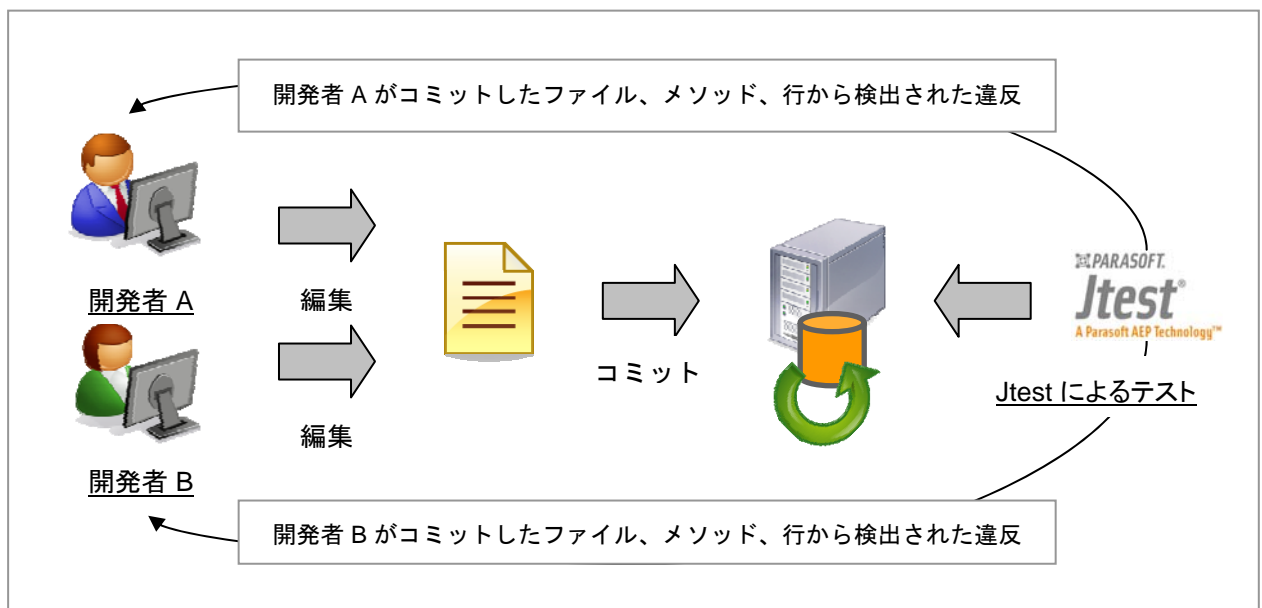 開発者 A がコミットしたファイル、メソッド、行から検出された違反
開発者 A
編集
コミット
PARASOFT.
Jtest®
A Parasoft AEP Technology™
Jtest によるテスト
編集
開発者 B
開発者 B がコミットしたファイル、メソッド、行から検出された違反